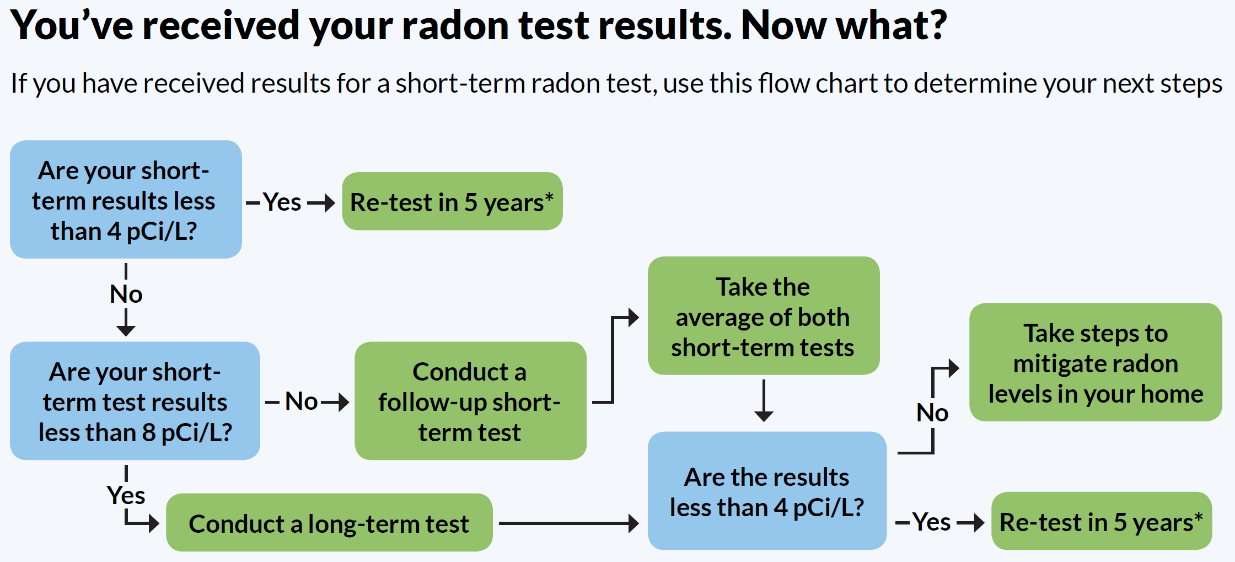 You’ve received your radon test results. Now what?
If you have received results for a short-term radon test, use this flow chart to determine your next steps
Are your short-
term results less
than 4 pCi/L?
Yes
Re-test in 5 years*
No
Are your short-
term test results
less than 8 pCi/L?
No
Conduct a
follow-up short-
term test
Take the
average of both
short-term tests
Yes
Conduct a long-term test
Are the results
less than 4 pCi/L?
No
Take steps to
mitigate radon
levels in your home
Yes
Re-test in 5 years*